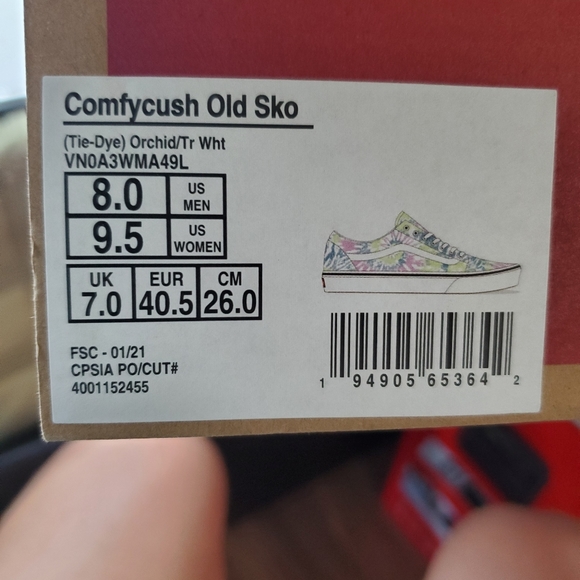 Comfycush Old Sko
(Tie-Dye) Orchid/Tr Wht
VN0A3WMA49L
8.0 US MEN
9.5 US WOMEN
UK EUR CM
7.0 40.5 26.0
FSC - 01/21
CPSIA PO/CUT#
4001152455
1 94905 65364 2